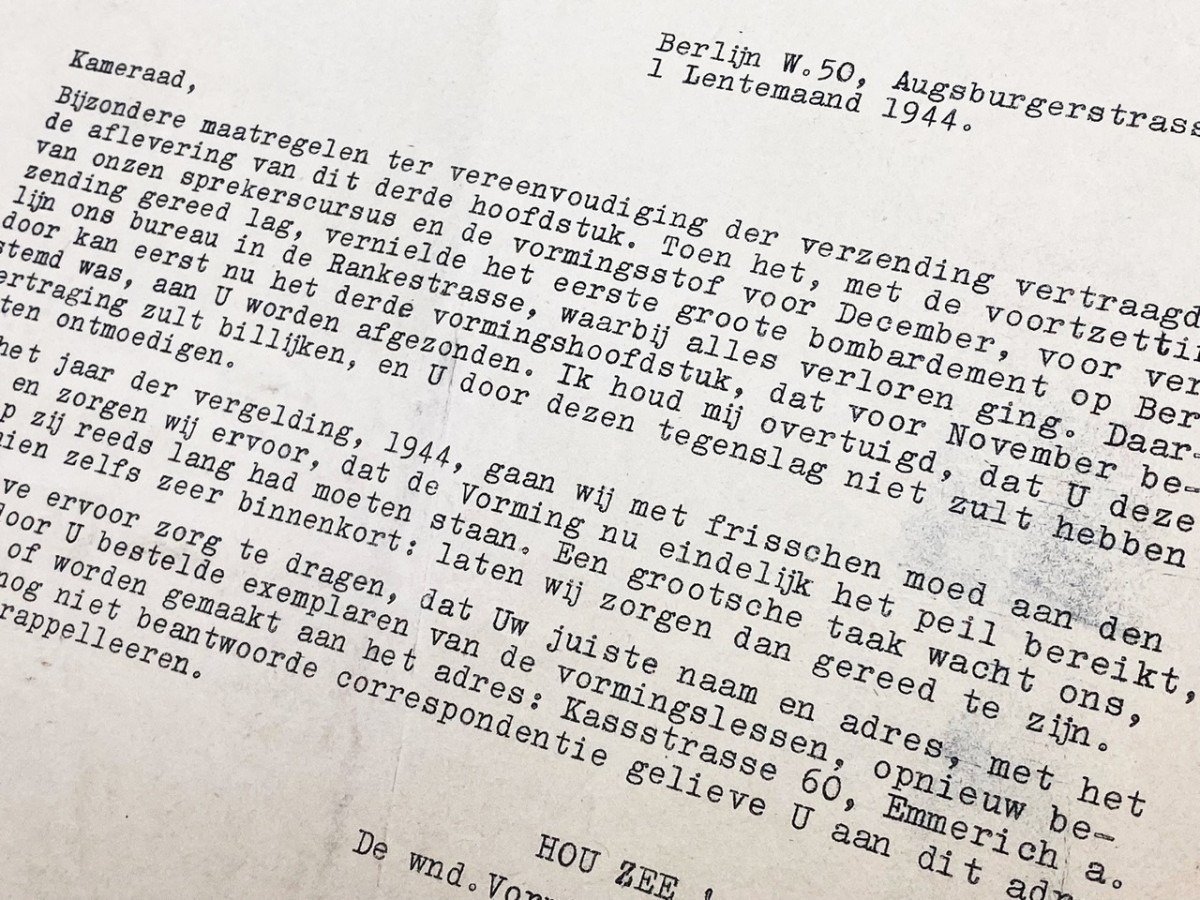 Berlijn W.50, Augsburgerstrass
1 Lentemaand 1944.
Kameraad,
Bijzondere maatregelen ter vereenvoudiging der verzending vertraagd
de aflevering van dit derde hoofdstuk. Toen het, met de voortzettin
van onzen sprekerscursus en de vormingsstof voor December, voor ver
zending gereed lag, vernielde het eerste groote bombardement op Ber
lijn ons bureau in de Rankestrasse, waarbij alles verloren ging. Daar-
door kan eerst nu het derde vormingshoofdstuk, dat voor November be-
stemd was, aan U worden afgezonden. Ik houd mij overtuigd, dat U deze
ertraging zult billijken, en U door dezen tegenslag niet zult hebben
ten ontmoedigen.
het jaar der vergelding, 1944, gaan wij met frisschen moed aan den
en zorgen wij ervoor, dat de Vorming nu eindelijk het peil bereikt,
p zij reeds lang had moeten staan. Een grootsche taak wacht ons,
ien zelfs zeer binnenkort: laten wij zorgen dan gereed te zijn.
ve ervoor zorg te dragen, dat Uw juiste naam en adres, met het
door U bestelde exemplaren van de vormingslessen, opnieuw be-
of worden gemaakt aan het adres: Kassstrasse 60, Emmerich a.
nog niet beantwoorde correspondentie gelieve U aan dit adr
rappelleeren.
HOU ZEE !
De wnd.Vor